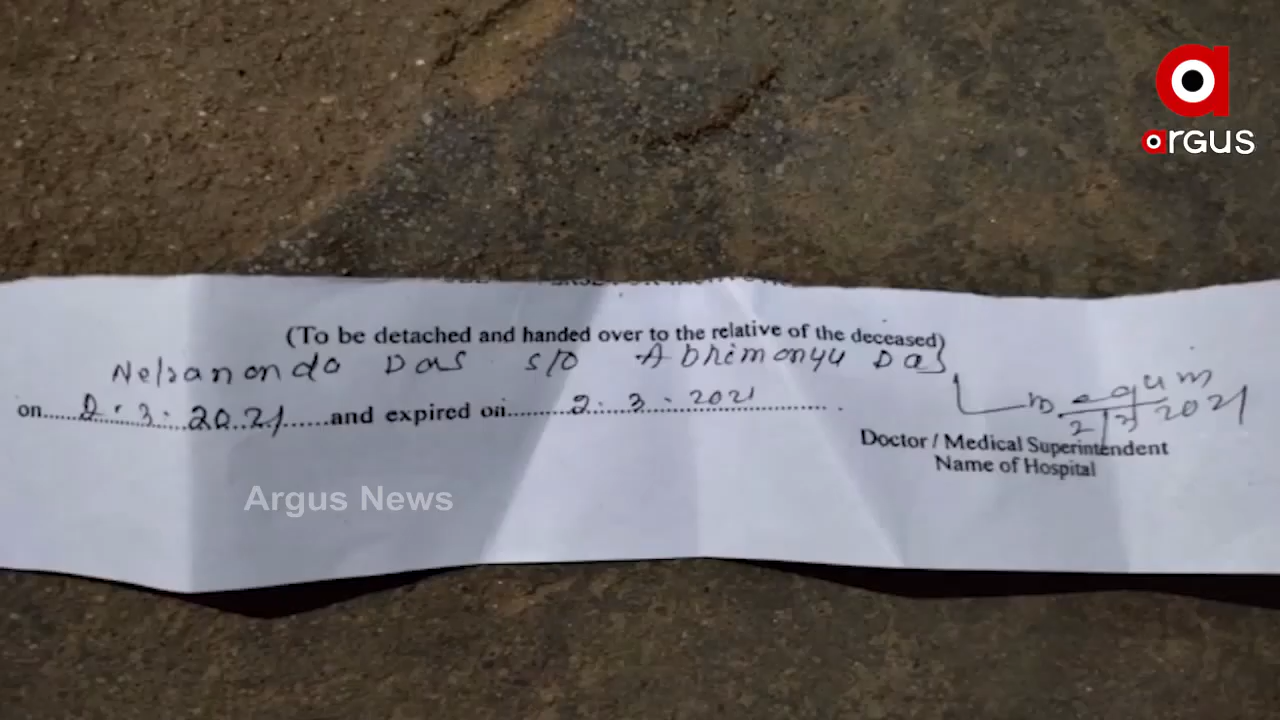 argus
(To be detached and handed over to the relative of the deceased)
Nelsanondo Das s/o Abhimonyu Das
on......2.3.2021......and expired on......2.3.2021......
2/3/2021
Doctor / Medical Superintendent
Name of Hospital
Argus News